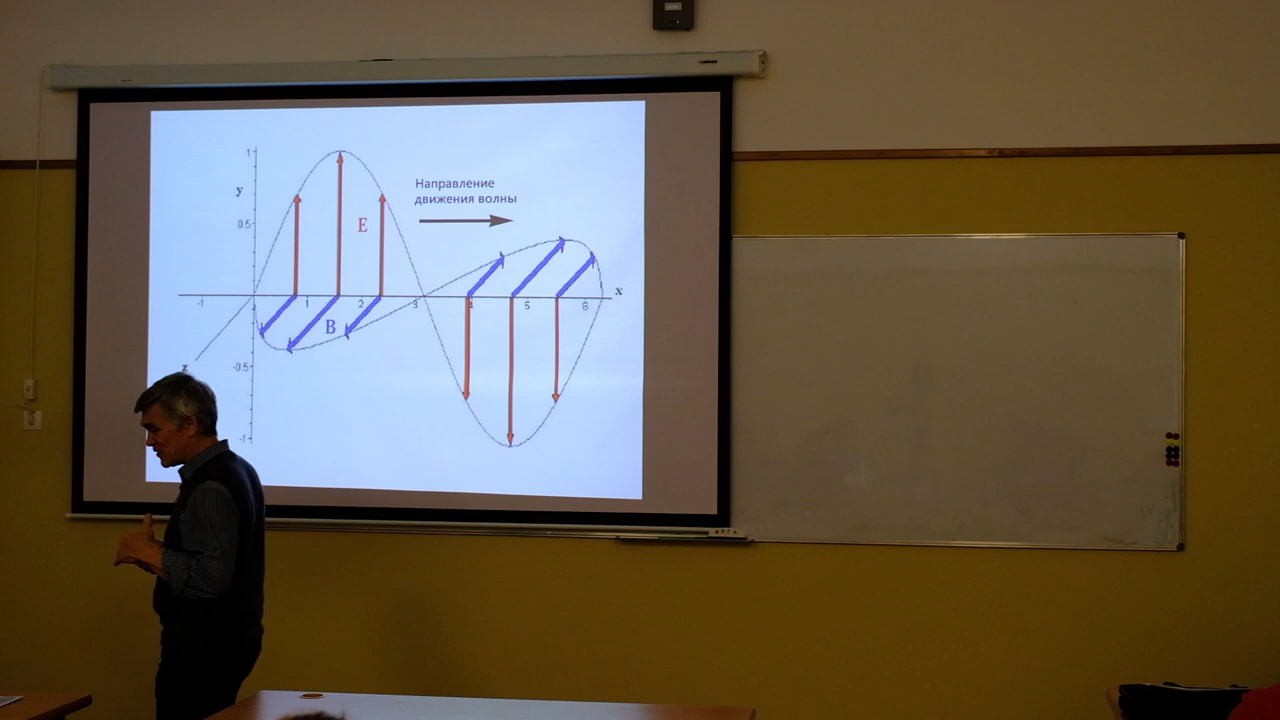 1
y
0.5
E
Направление
движения волны
-1
1
2
3
4
5
6
x
B
-0.5
z
-1